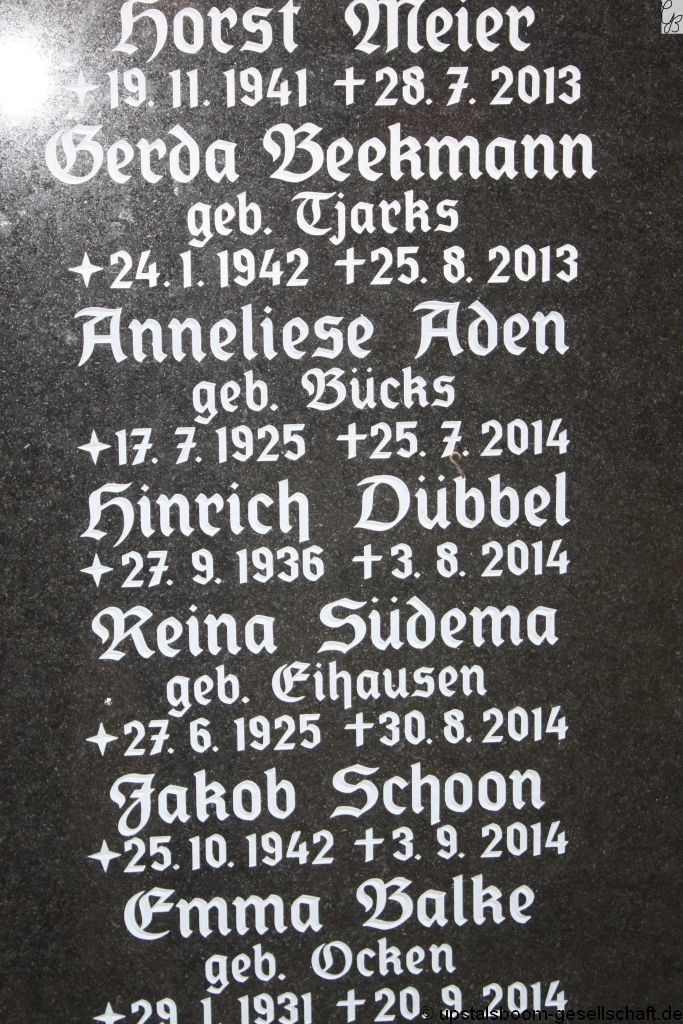 Horst Meier
✦19. 11. 1941 ✝28. 7. 2013
Gerda Beekmann
geb. Tjarks
✦24. 1. 1942 ✝25. 8. 2013
Anneliese Aden
geb. Bücks
✦17. 7. 1925 ✝25. 7. 2014
Hinrich Dübbel
✦27. 9. 1936 ✝3. 8. 2014
Reina Südema
geb. Eihausen
✦27. 6. 1925 ✝30. 8. 2014
Jakob Schoon
✦25. 10. 1942 ✝3. 9. 2014
Emma Balke
geb. Ocken
✦29. 1. 1931 ✝20. 9. 2014
© upstalsboom-gesellschaft.de